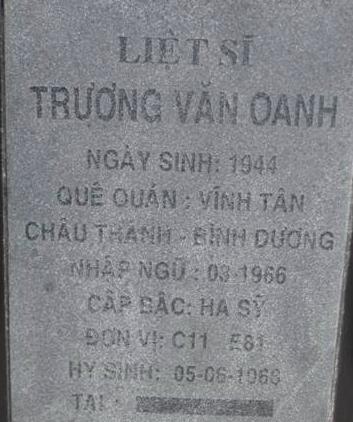 LIỆT SĨ
TRƯƠNG VĂN OANH
NGÀY SINH: 1944
QUÊ QUÁN : VĨNH TÂN
CHÂU THÀNH - BÌNH DƯƠNG
NHẬP NGŨ : 03-1966
CẤP BẬC: HẠ SỸ
ĐƠN VỊ: C11 E81
HY SINH: 05-06-1968
TẠI :